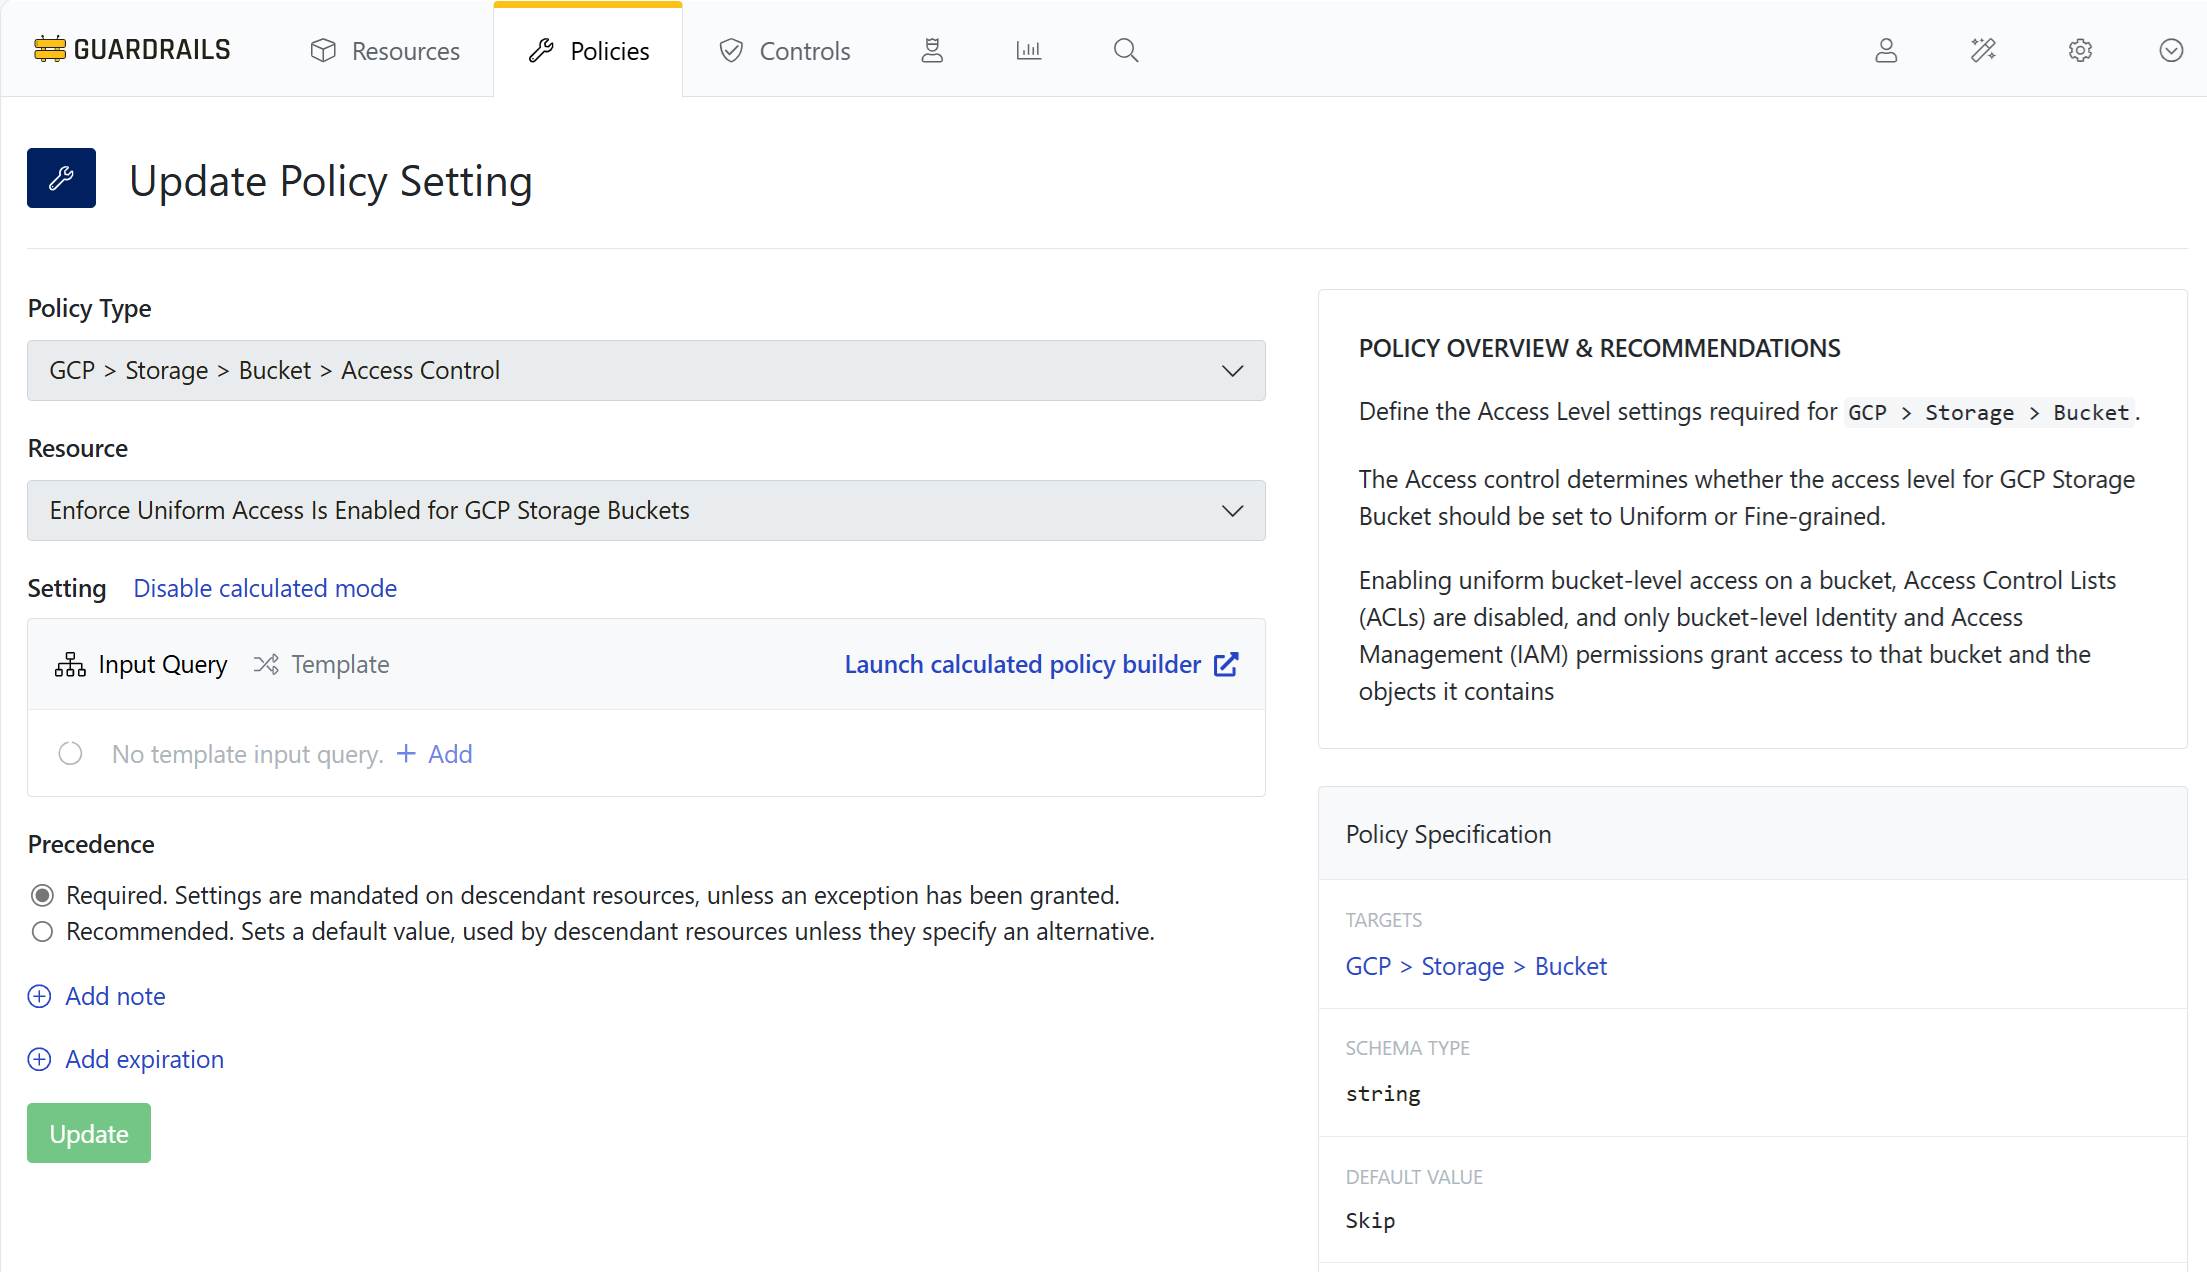 GUARDRAILS
Resources
Policies
Controls
Update Policy Setting
Policy Type
GCP > Storage > Bucket > Access Control
Resource
Enforce Uniform Access Is Enabled for GCP Storage Buckets
Setting Disable calculated mode
Input Query Template Launch calculated policy builder
No template input query. + Add
Precedence
Required. Settings are mandated on descendant resources, unless an exception has been granted.
Recommended. Sets a default value, used by descendant resources unless they specify an alternative.
Add note
Add expiration
Update
POLICY OVERVIEW & RECOMMENDATIONS
Define the Access Level settings required for GCP > Storage > Bucket.
The Access control determines whether the access level for GCP Storage
Bucket should be set to Uniform or Fine-grained.
Enabling uniform bucket-level access on a bucket, Access Control Lists
(ACLs) are disabled, and only bucket-level Identity and Access
Management (IAM) permissions grant access to that bucket and the
objects it contains
Policy Specification
TARGETS
GCP > Storage > Bucket
SCHEMA TYPE
string
DEFAULT VALUE
Skip